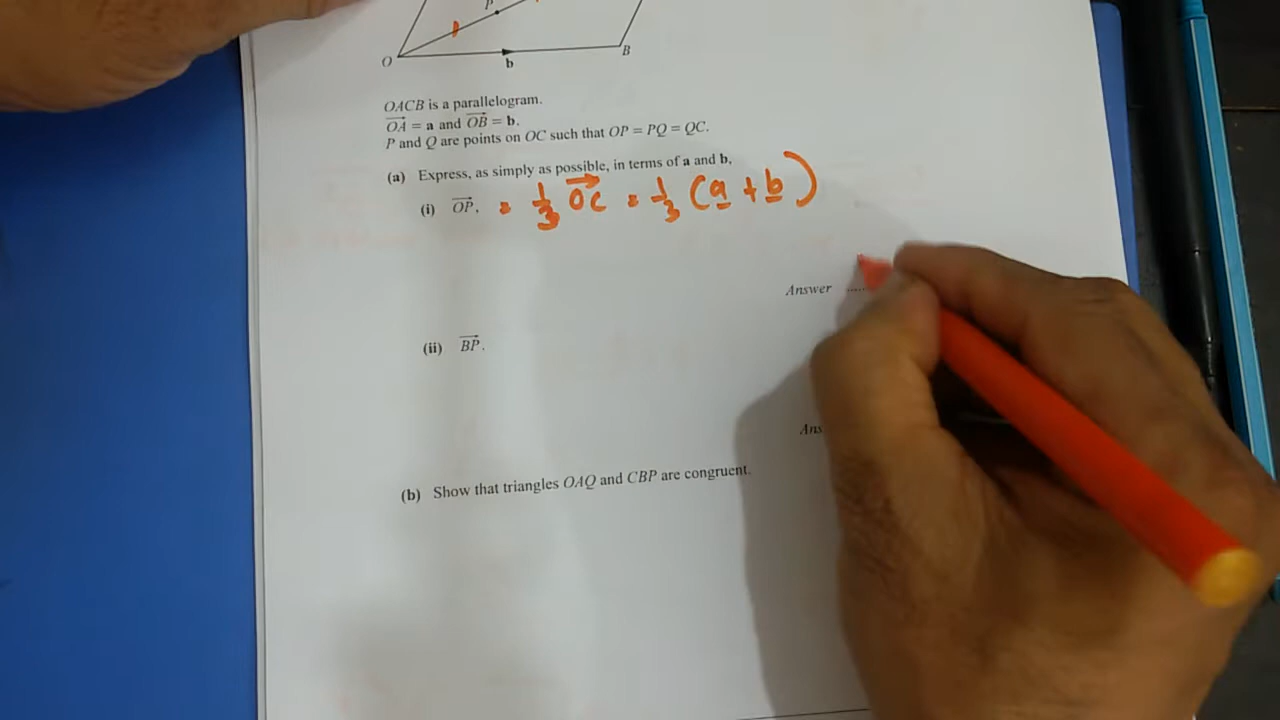 P
O
b
B
OACB is a parallelogram.
OA = a and OB = b.
P and Q are points on OC such that OP = PQ = QC.
(a) Express, as simply as possible, in terms of a and b,
(i) OP. = 1/3 OC = 1/3 (a + b)
Answer ......
(ii) BP.
Ans
(b) Show that triangles OAQ and CBP are congruent.